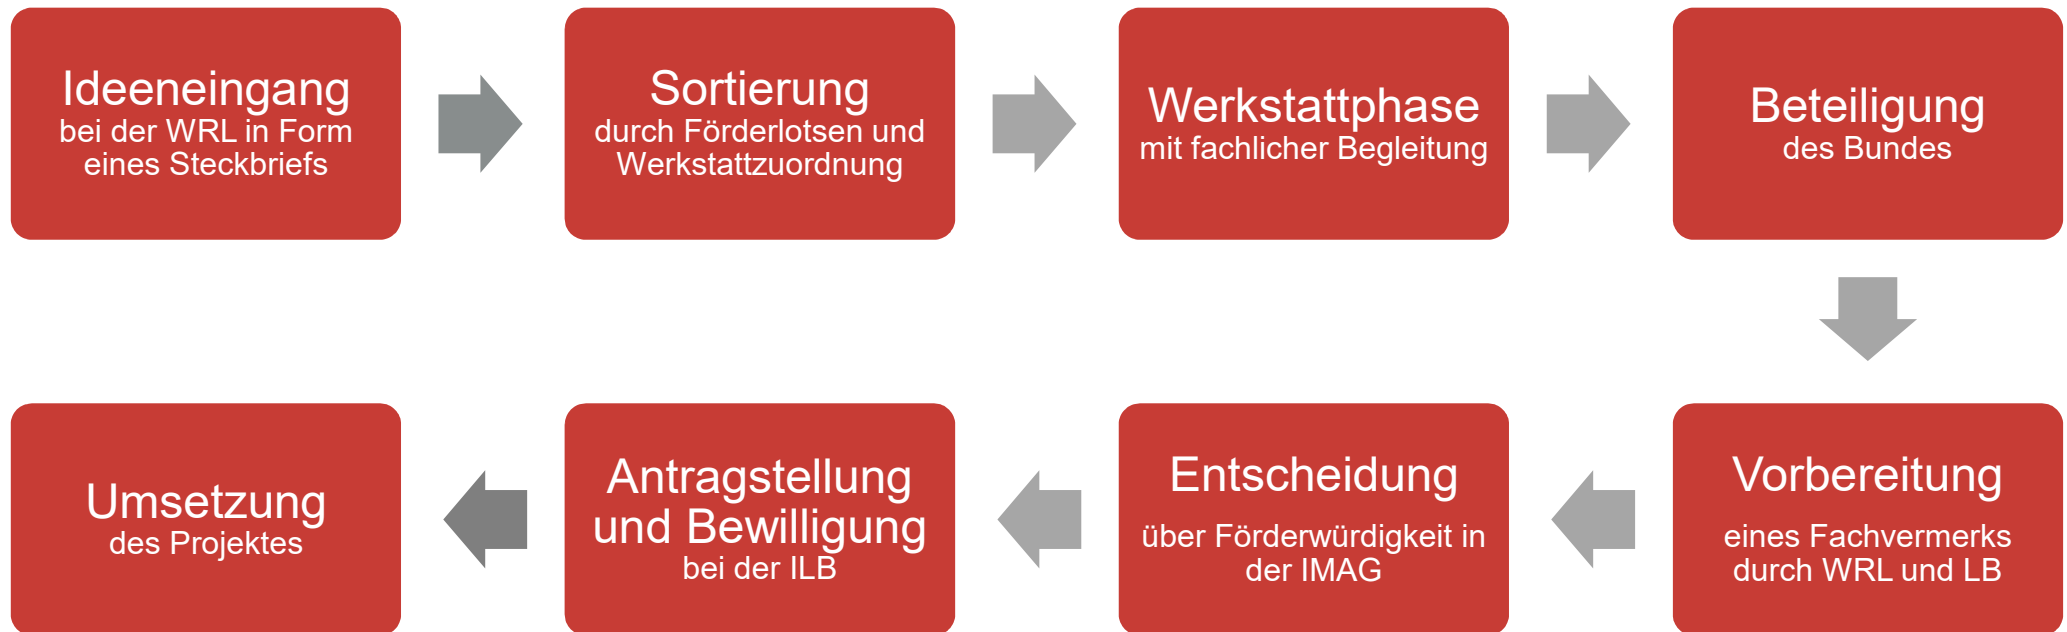 Ideeneingang
bei der WRL in Form
eines Steckbriefs
Sortierung
durch Förderlotsen und
Werkstattzuordnung
Werkstattphase
mit fachlicher Begleitung
Beteiligung
des Bundes
Vorbereitung
eines Fachvermerks
durch WRL und LB
Entscheidung
über Förderwürdigkeit in
der IMAG
Antragstellung
und Bewilligung
bei der ILB
Umsetzung
des Projektes